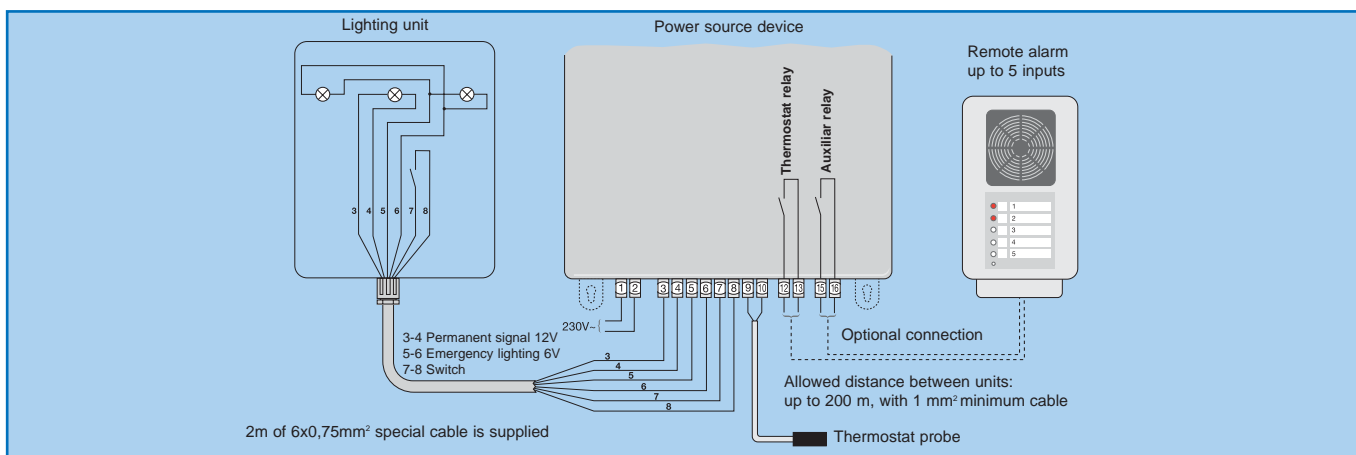 Lighting unit
Power source device
Remote alarm
up to 5 inputs
Thermostat relay
Auxiliar relay
1
2
3
4
5
3 4 5 6 7 8
1 2 3 4 5 6 7 8 9 10 12 13 15 16
230V~
3-4 Permanent signal 12V
5-6 Emergency lighting 6V
7-8 Switch
3
4
5
6
7
8
Optional connection
Allowed distance between units:
up to 200 m, with 1 mm² minimum cable
2m of 6x0,75mm² special cable is supplied
Thermostat probe